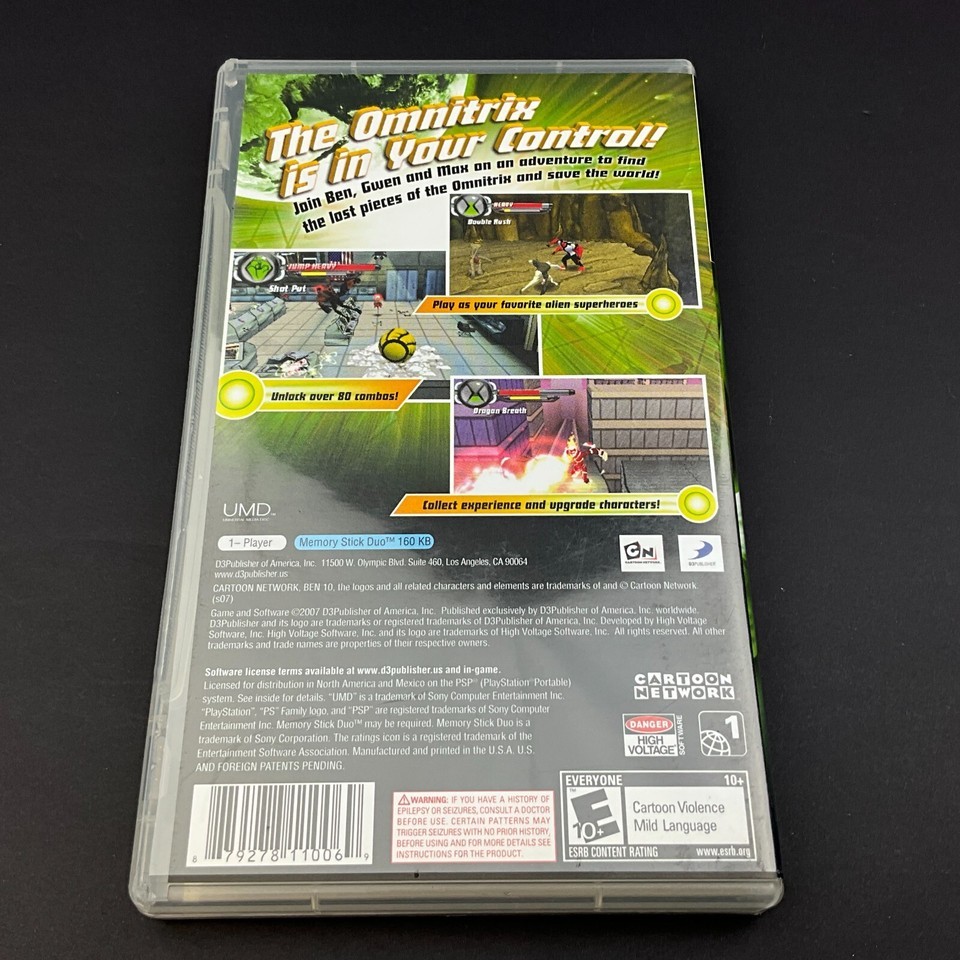 The Omnitrix
is in Your Control!
Join Ben, Gwen and Max on an adventure to find
the lost pieces of the Omnitrix and save the world!
HEAVY
Double Rush
JUMP HEAVY
Shot Put
Play as your favorite alien superheroes
Unlock over 80 combos!
Dragon Breath
Collect experience and upgrade characters!
UMD™
UNIVERSAL MEDIA DISC
1– Player
Memory Stick Duo™ 160 KB
CN
CARTOON NETWORK
D3PUBLISHER
D3Publisher of America, Inc. 11500 W. Olympic Blvd. Suite 460, Los Angeles, CA 90064
www.d3publisher.us
CARTOON NETWORK, BEN 10, the logos and all related characters and elements are trademarks of and © Cartoon Network.
(s07)
Game and Software ©2007 D3Publisher of America, Inc. Published exclusively by D3Publisher of America, Inc. worldwide.
D3Publisher and its logo are trademarks or registered trademarks of D3Publisher of America, Inc. Developed by High Voltage
Software, Inc. High Voltage Software, Inc. and its logo are trademarks of High Voltage Software, Inc. All rights reserved. All other
trademarks and trade names are properties of their respective owners.
Software license terms available at www.d3publisher.us and in-game.
Licensed for distribution in North America and Mexico on the PSP® (PlayStation®Portable)
system. See inside for details. “UMD” is a trademark of Sony Computer Entertainment Inc.
“PlayStation”, “PS” Family logo, and “PSP” are registered trademarks of Sony Computer
Entertainment Inc. Memory Stick Duo™ may be required. Memory Stick Duo is a
trademark of Sony Corporation. The ratings icon is a registered trademark of the
Entertainment Software Association. Manufactured and printed in the U.S.A. U.S.
AND FOREIGN PATENTS PENDING.
CARTOON
NETWORK
DANGER
HIGH
VOLTAGE
SOFTWARE
1
8 79278 11006 9
WARNING: IF YOU HAVE A HISTORY OF
EPILEPSY OR SEIZURES, CONSULT A DOCTOR
BEFORE USE. CERTAIN PATTERNS MAY
TRIGGER SEIZURES WITH NO PRIOR HISTORY.
BEFORE USING AND FOR MORE DETAILS SEE
INSTRUCTIONS FOR THE PRODUCT.
EVERYONE 10+
E
10+
Cartoon Violence
Mild Language
ESRB CONTENT RATING www.esrb.org